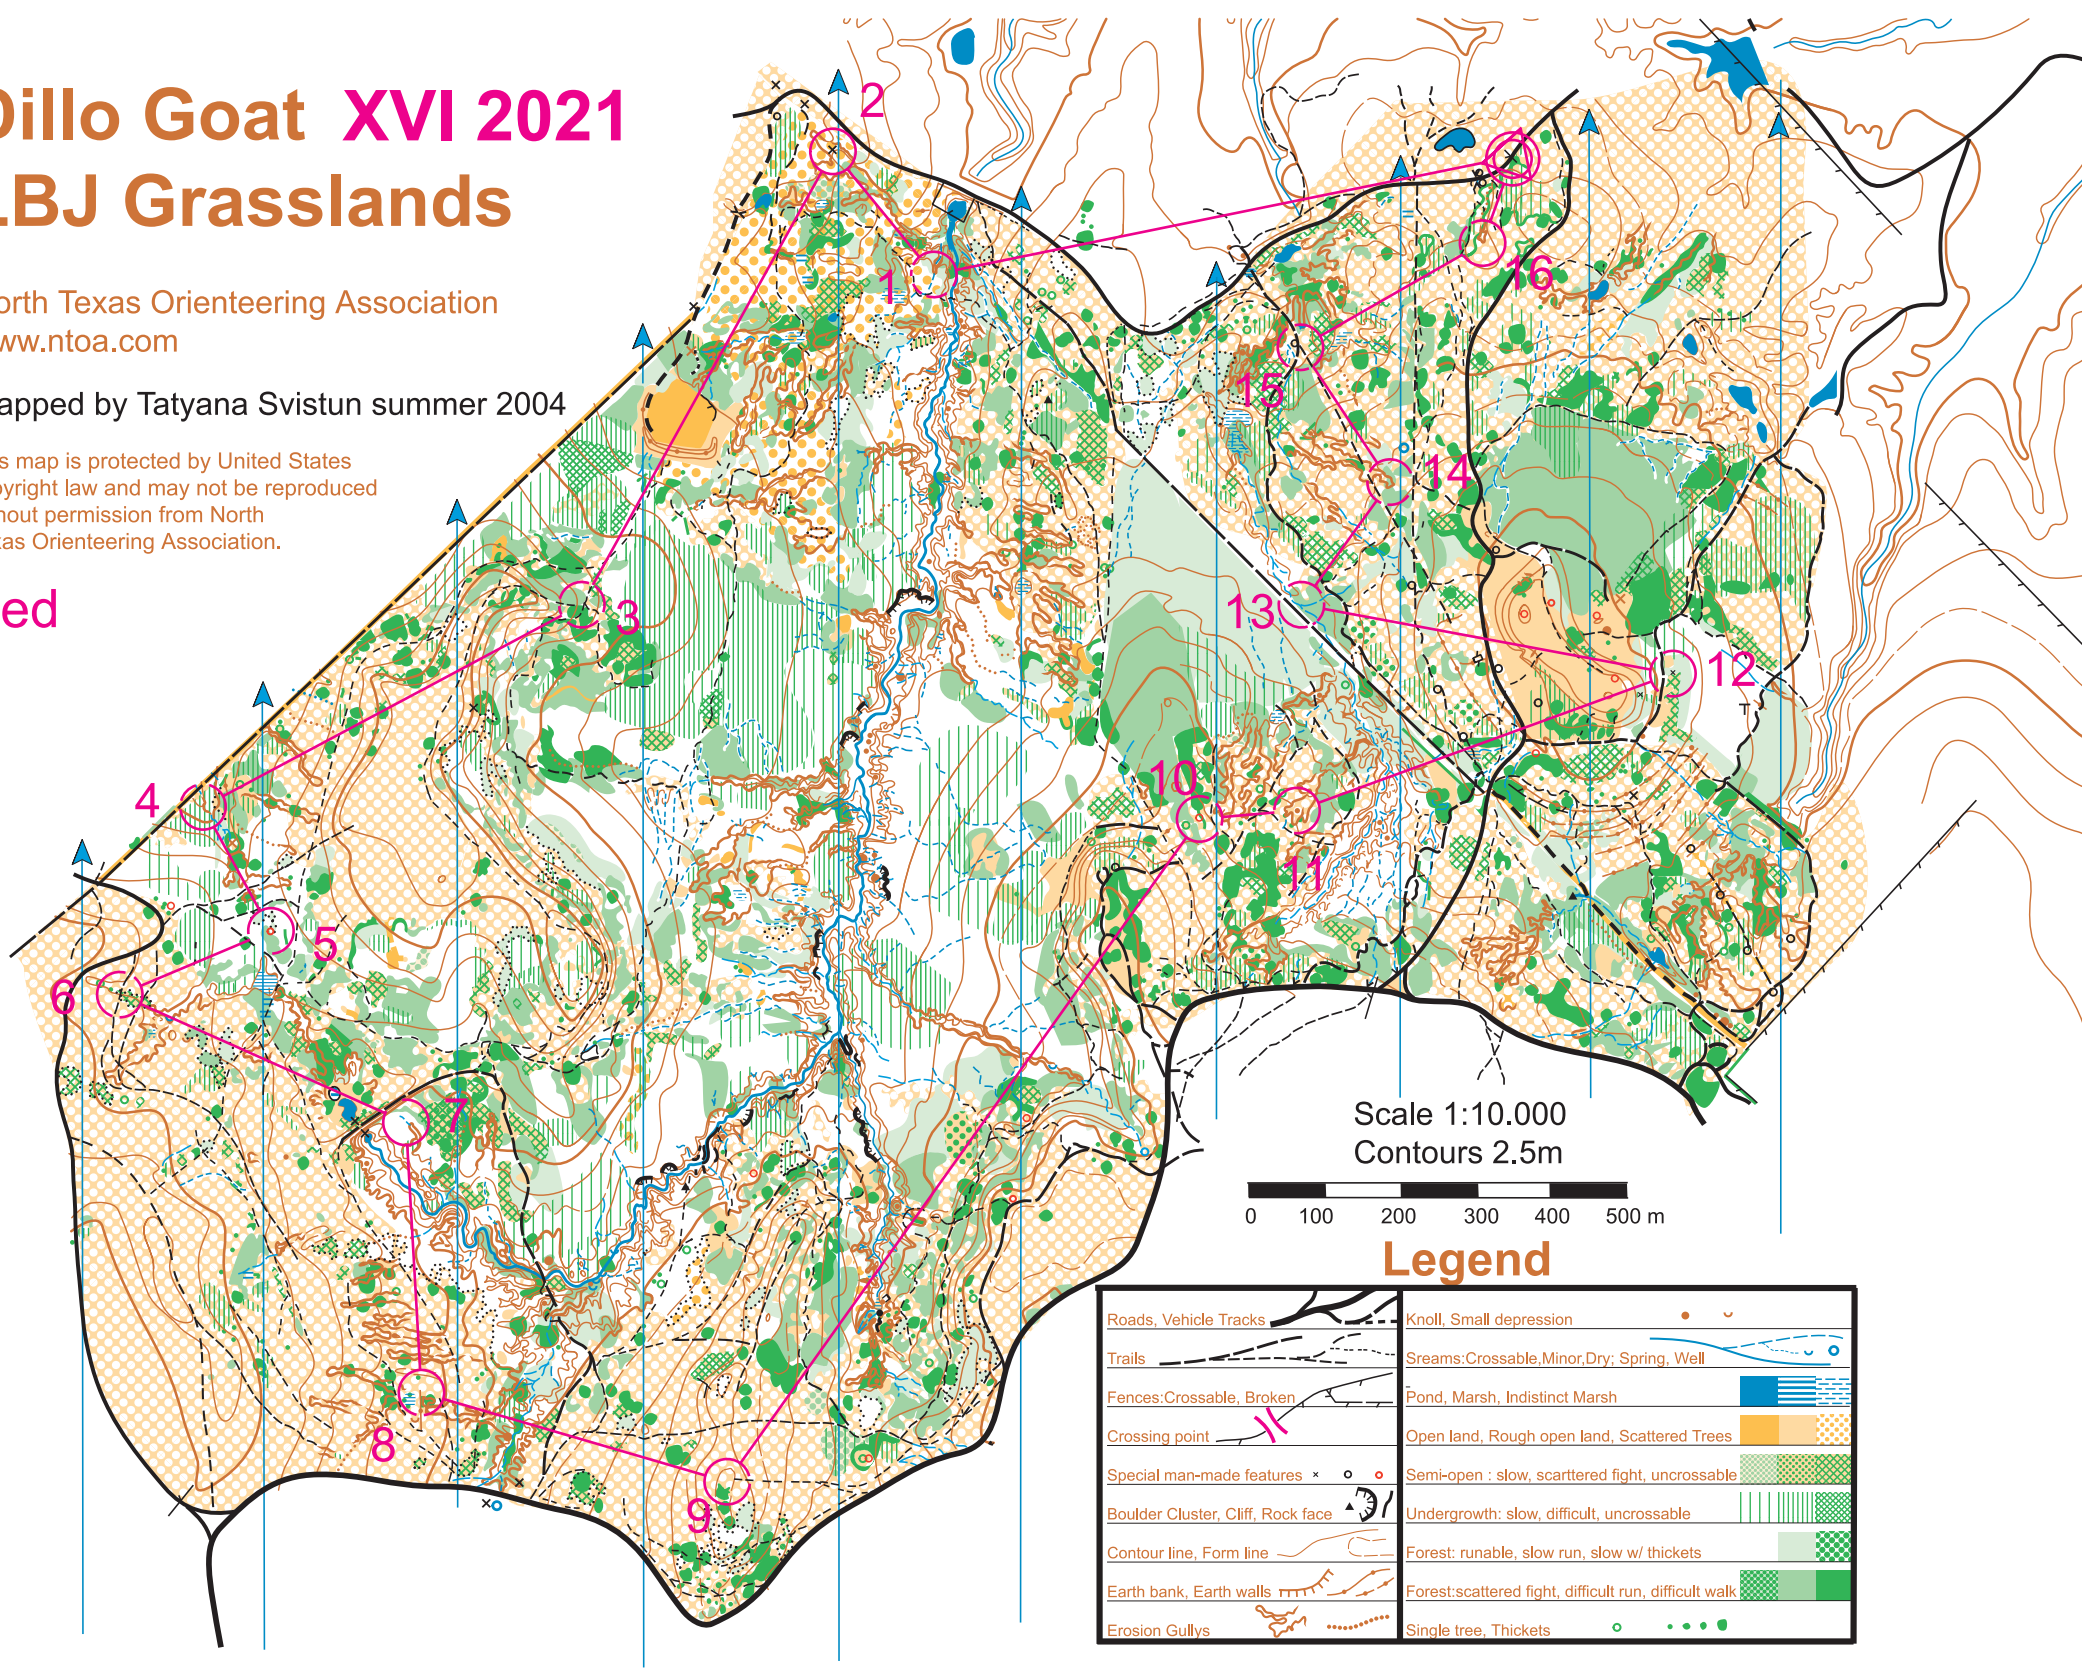 Dillo Goat XVI 2021
LBJ Grasslands
orth Texas Orienteering Association
ww.ntoa.com
apped by Tatyana Svistun summer 2004
s map is protected by United States
pyright law and may not be reproduced
hout permission from North
xas Orienteering Association.
ed
2
1
16
15
14
3
13
12
10
4
11
5
6
7
8
9
Scale 1:10.000
Contours 2.5m
0 100 200 300 400 500 m
Legend
Roads, Vehicle Tracks
Trails
Fences:Crossable, Broken
Crossing point
Special man-made features
Boulder Cluster, Cliff, Rock face
Contour line, Form line
Earth bank, Earth walls
Erosion Gullys
Knoll, Small depression
Sreams:Crossable,Minor,Dry; Spring, Well
Pond, Marsh, Indistinct Marsh
Open land, Rough open land, Scattered Trees
Semi-open : slow, scarttered fight, uncrossable
Undergrowth: slow, difficult, uncrossable
Forest: runable, slow run, slow w/ thickets
Forest:scattered fight, difficult run, difficult walk
Single tree, Thickets